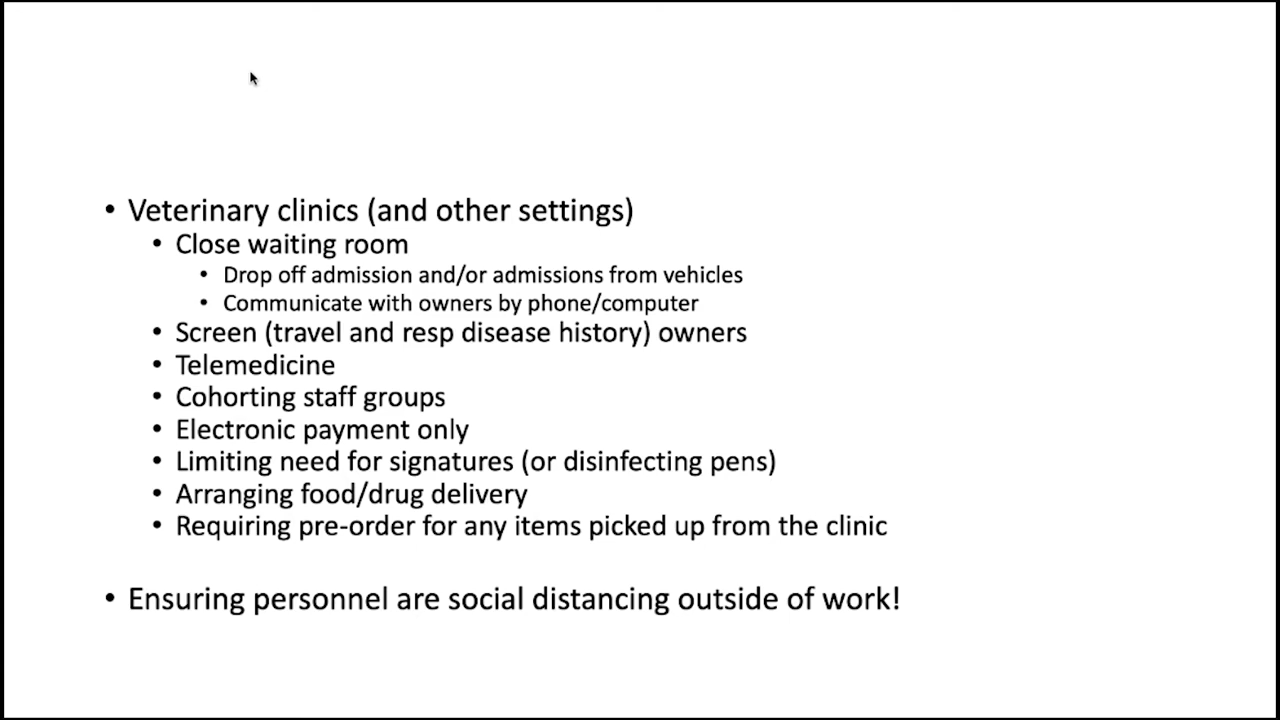 • Veterinary clinics (and other settings)
• Close waiting room
• Drop off admission and/or admissions from vehicles
• Communicate with owners by phone/computer
• Screen (travel and resp disease history) owners
• Telemedicine
• Cohorting staff groups
• Electronic payment only
• Limiting need for signatures (or disinfecting pens)
• Arranging food/drug delivery
• Requiring pre-order for any items picked up from the clinic
• Ensuring personnel are social distancing outside of work!